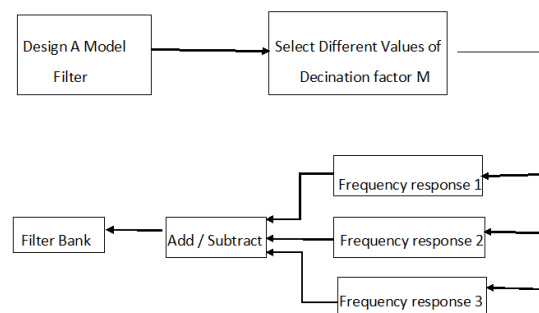 Design A Model
Filter
Select Different Values of
Decination factor M
Frequency response 1
Filter Bank
Add / Subtract
Frequency response 2
Frequency response 3